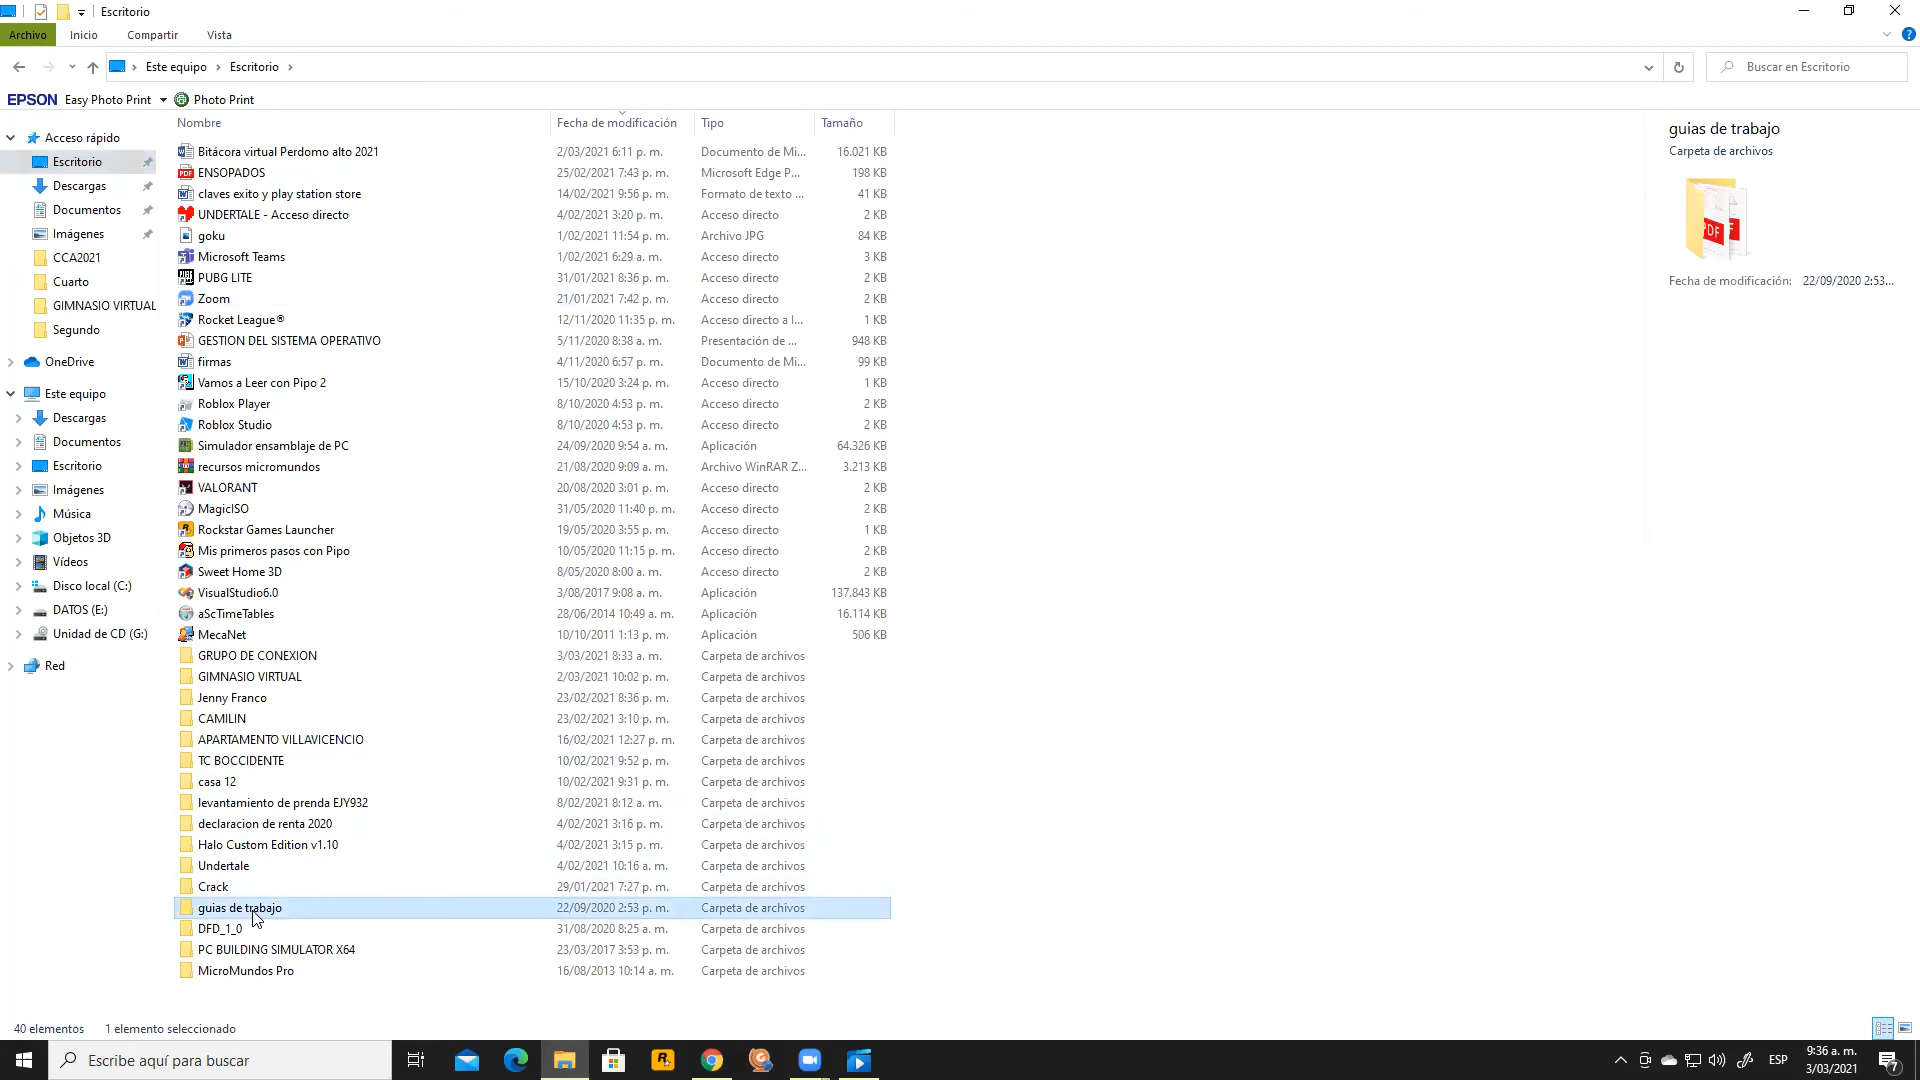 Escritorio
Archivo Inicio Compartir Vista
Este equipo Escritorio
Buscar en Escritorio
EPSON Easy Photo Print Photo Print
Nombre Fecha de modificación Tipo Tamaño
Acceso rápido
Escritorio
Descargas
Documentos
Imágenes
CCA2021
Cuarto
GIMNASIO VIRTUAL
Segundo
OneDrive
Este equipo
Descargas
Documentos
Escritorio
Imágenes
Música
Objetos 3D
Vídeos
Disco local (C:)
DATOS (E:)
Unidad de CD (G:)
Red
Bitácora virtual Perdomo alto 2021 2/03/2021 6:11 p. m. Documento de Mi... 16.021 KB
ENSOPADOS 25/02/2021 7:43 p. m. Microsoft Edge P... 198 KB
claves exito y play station store 14/02/2021 9:56 p. m. Formato de texto ... 41 KB
UNDERTALE - Acceso directo 4/02/2021 3:20 p. m. Acceso directo 2 KB
goku 1/02/2021 11:54 p. m. Archivo JPG 84 KB
Microsoft Teams 1/02/2021 6:29 a. m. Acceso directo 3 KB
PUBG LITE 31/01/2021 8:36 p. m. Acceso directo 2 KB
Zoom 21/01/2021 7:42 p. m. Acceso directo 2 KB
Rocket League® 12/11/2020 11:35 p. m. Acceso directo a I... 1 KB
GESTION DEL SISTEMA OPERATIVO 5/11/2020 8:38 a. m. Presentación de ... 948 KB
firmas 4/11/2020 6:57 p. m. Documento de Mi... 99 KB
Vamos a Leer con Pipo 2 15/10/2020 3:24 p. m. Acceso directo 1 KB
Roblox Player 8/10/2020 4:53 p. m. Acceso directo 2 KB
Roblox Studio 8/10/2020 4:53 p. m. Acceso directo 2 KB
Simulador ensamblaje de PC 24/09/2020 9:54 a. m. Aplicación 64.326 KB
recursos micromundos 21/08/2020 9:09 a. m. Archivo WinRAR Z... 3.213 KB
VALORANT 20/08/2020 3:01 p. m. Acceso directo 2 KB
MagicISO 31/05/2020 11:40 p. m. Acceso directo 2 KB
Rockstar Games Launcher 19/05/2020 3:55 p. m. Acceso directo 1 KB
Mis primeros pasos con Pipo 10/05/2020 11:15 p. m. Acceso directo 2 KB
Sweet Home 3D 8/05/2020 8:00 a. m. Acceso directo 2 KB
VisualStudio6.0 3/08/2017 9:08 a. m. Aplicación 137.843 KB
aScTimeTables 28/06/2014 10:49 a. m. Aplicación 16.114 KB
MecaNet 10/10/2011 1:13 p. m. Aplicación 506 KB
GRUPO DE CONEXION 3/03/2021 8:33 a. m. Carpeta de archivos
GIMNASIO VIRTUAL 2/03/2021 10:02 p. m. Carpeta de archivos
Jenny Franco 23/02/2021 8:36 p. m. Carpeta de archivos
CAMILIN 23/02/2021 3:10 p. m. Carpeta de archivos
APARTAMENTO VILLAVICENCIO 16/02/2021 12:27 p. m. Carpeta de archivos
TC BOCCIDENTE 10/02/2021 9:52 p. m. Carpeta de archivos
casa 12 10/02/2021 9:31 p. m. Carpeta de archivos
levantamiento de prenda EJY932 8/02/2021 8:12 a. m. Carpeta de archivos
declaracion de renta 2020 4/02/2021 3:16 p. m. Carpeta de archivos
Halo Custom Edition v1.10 4/02/2021 3:15 p. m. Carpeta de archivos
Undertale 4/02/2021 10:16 a. m. Carpeta de archivos
Crack 29/01/2021 7:27 p. m. Carpeta de archivos
guias de trabajo 22/09/2020 2:53 p. m. Carpeta de archivos
DFD_1_0 31/08/2020 8:25 a. m. Carpeta de archivos
PC BUILDING SIMULATOR X64 23/03/2017 3:53 p. m. Carpeta de archivos
MicroMundos Pro 16/08/2013 10:14 a. m. Carpeta de archivos
guias de trabajo
Carpeta de archivos
PDF
Fecha de modificación: 22/09/2020 2:53...
40 elementos 1 elemento seleccionado
Escribe aquí para buscar
ESP
9:36 a. m.
3/03/2021
7